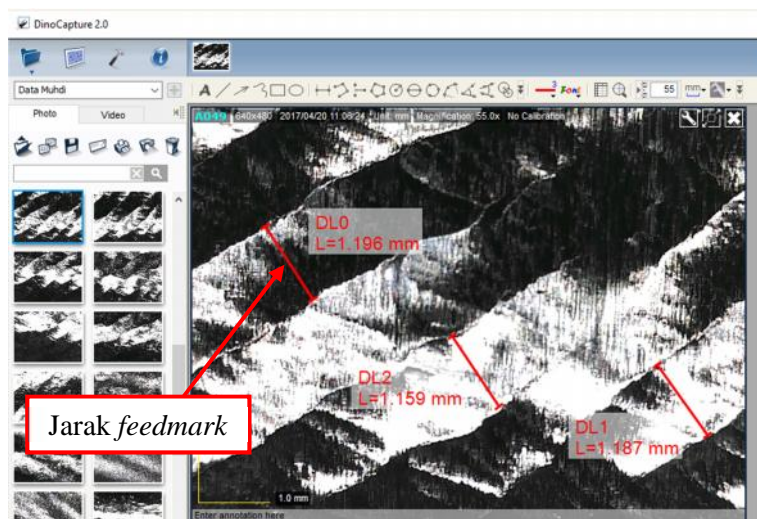 DinoCapture 2.0
Data Muhdi
A
Font
55
mm
Photo
Video
A049 640x480 2017/04/20 11:06:24 Unit: mm Magnification: 55.0x No Calibration
DL0
L=1.196 mm
DL2
L=1.159 mm
Jarak feedmark
DL1
L=1.187 mm
1.0 mm
Enter annotation here